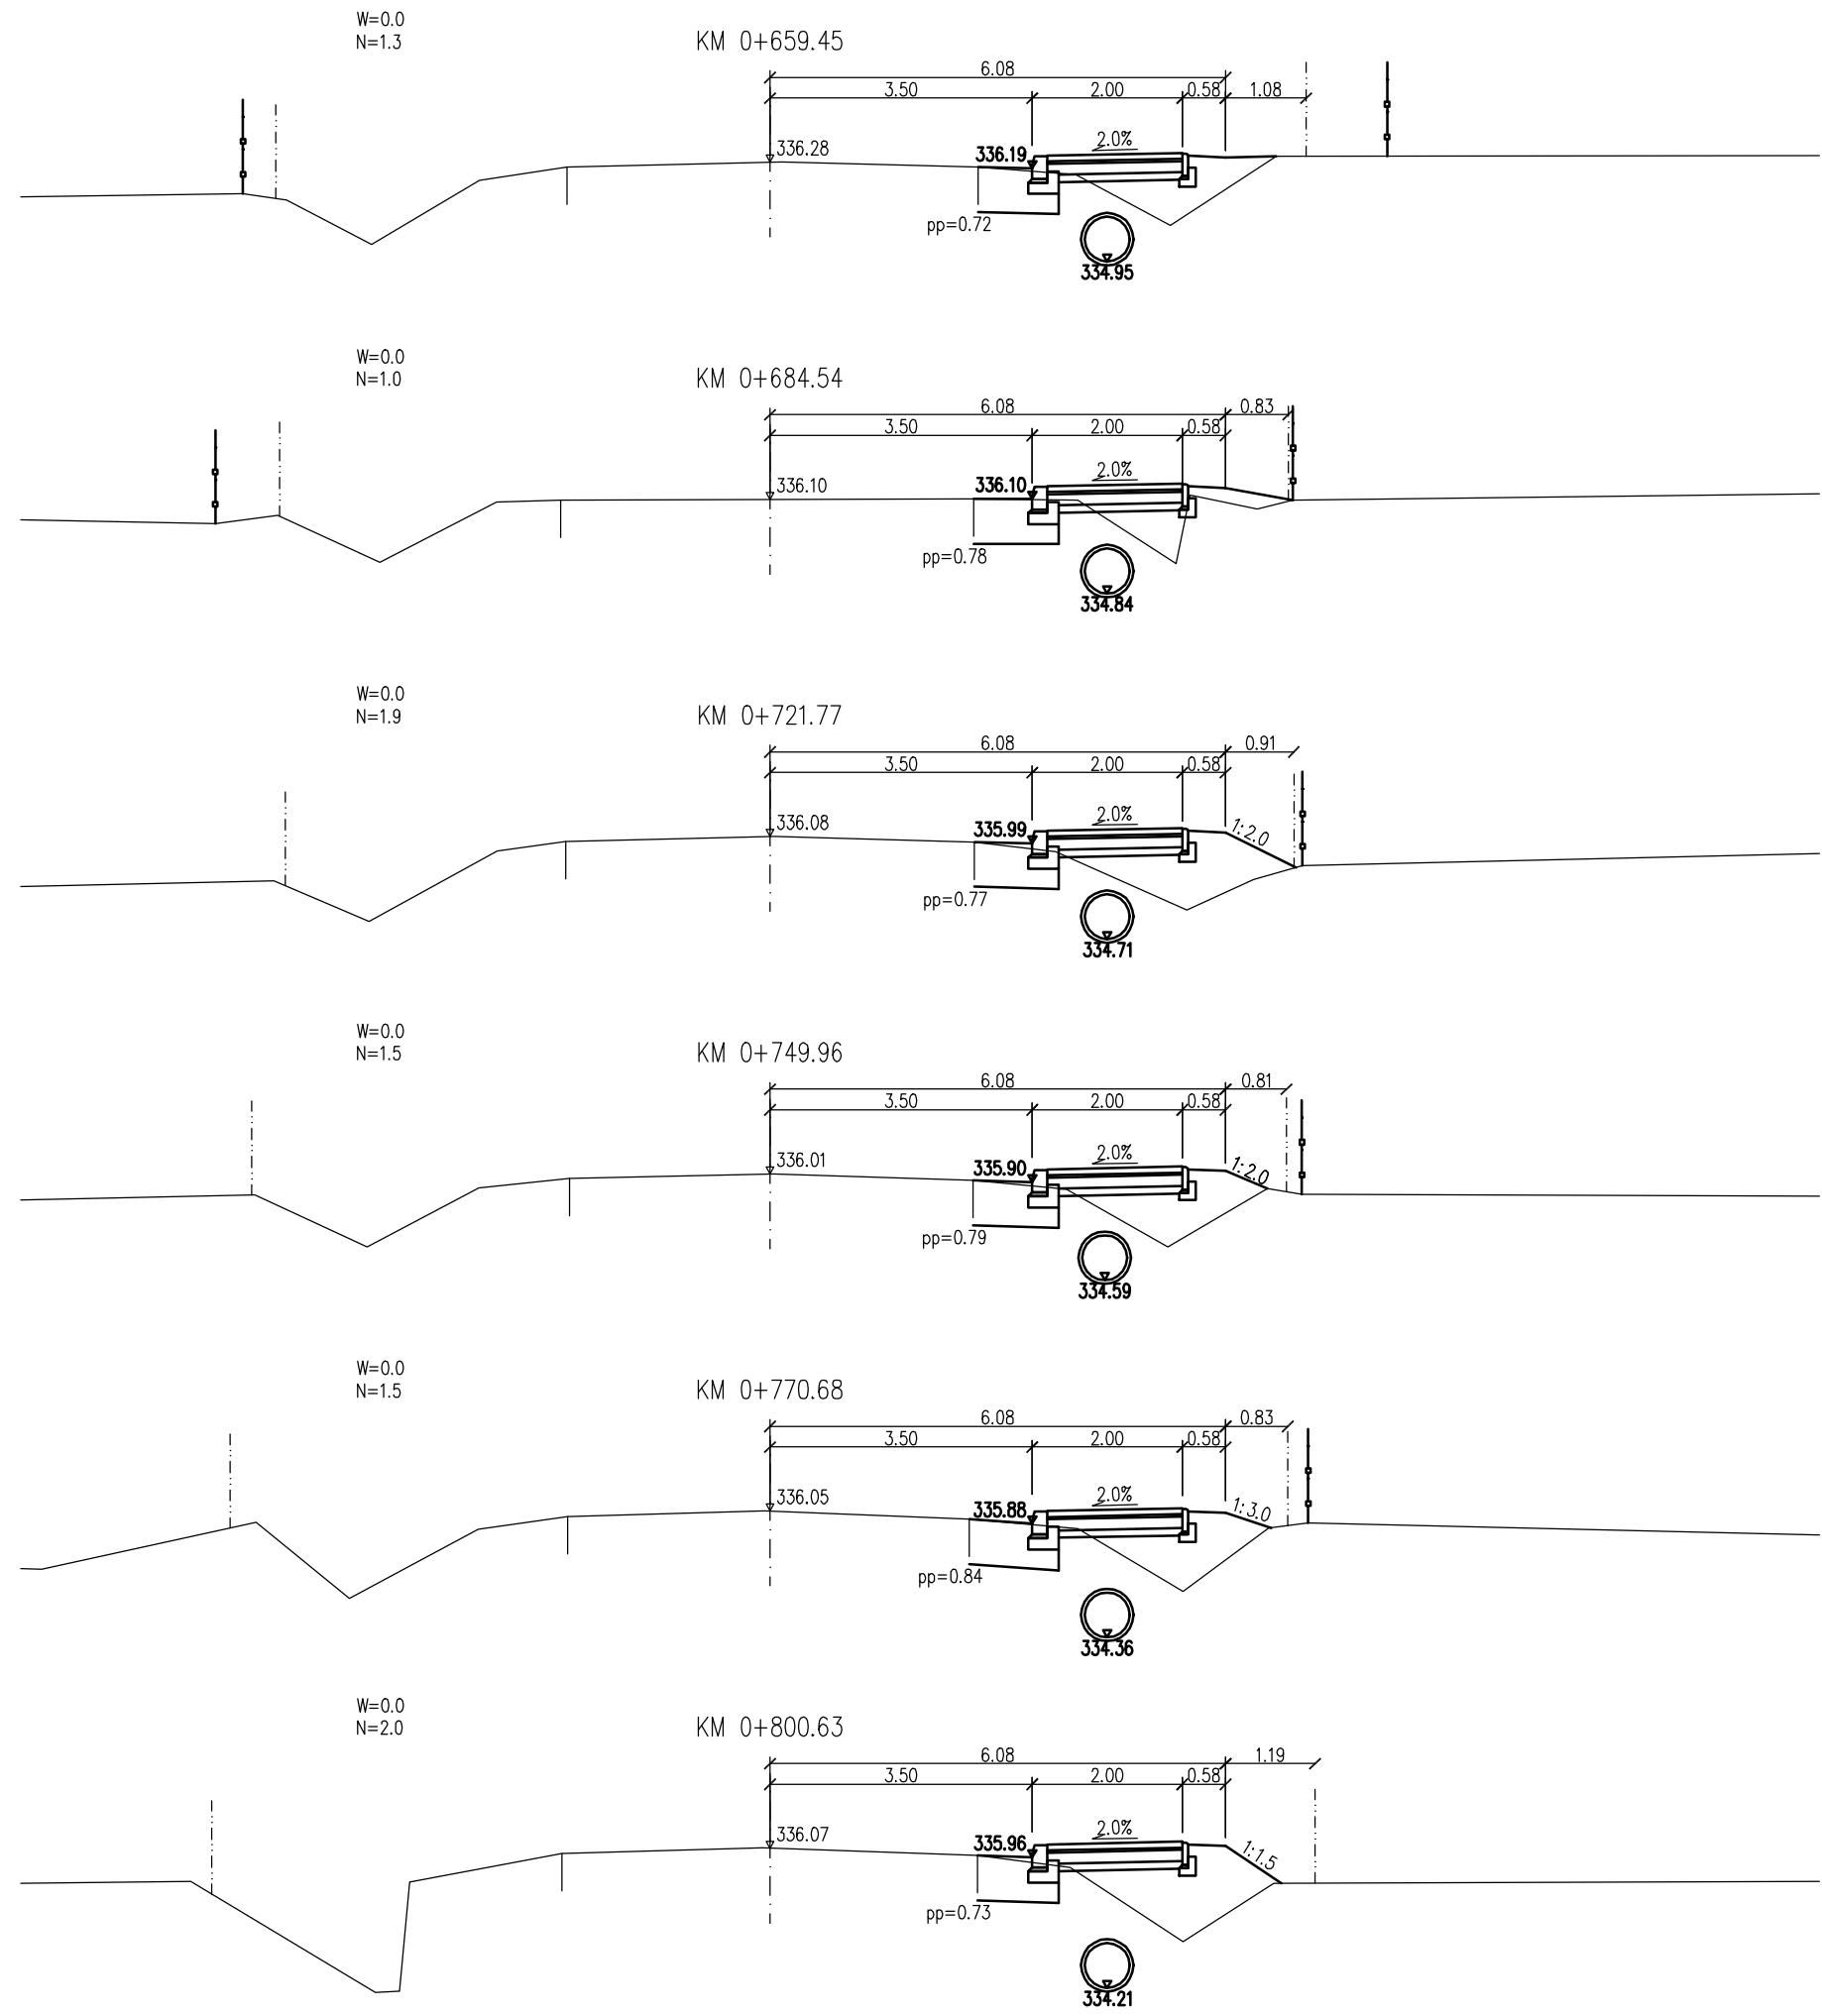 W=0.0
N=1.3
KM 0+659.45
6.08
3.50 2.00 0.58 1.08
336.28 336.19 2.0%
pp=0.72
334.95
W=0.0
N=1.0
KM 0+684.54
6.08 0.83
3.50 2.00 0.58
336.10 336.10 2.0%
pp=0.78
334.84
W=0.0
N=1.9
KM 0+721.77
6.08 0.91
3.50 2.00 0.58
336.08 335.99 2.0% 1:2.0
pp=0.77
334.71
W=0.0
N=1.5
KM 0+749.96
6.08 0.81
3.50 2.00 0.58
336.01 335.90 2.0% 1:2.0
pp=0.79
334.59
W=0.0
N=1.5
KM 0+770.68
6.08 0.83
3.50 2.00 0.58
336.05 335.88 2.0% 1:3.0
pp=0.84
334.36
W=0.0
N=2.0
KM 0+800.63
6.08 1.19
3.50 2.00 0.58
336.07 335.96 2.0% 1:1.5
pp=0.73
334.21